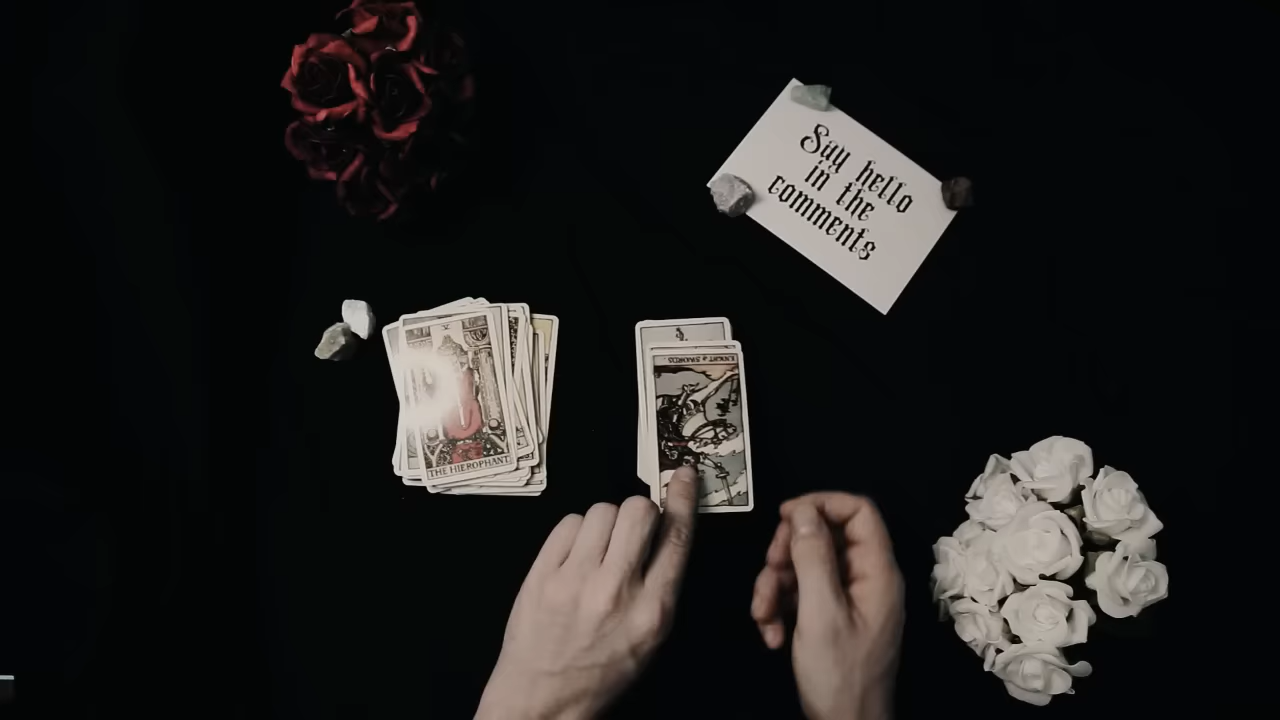 Say hello
in the
comments
V
THE HIEROPHANT.
KNIGHT of SWORDS.